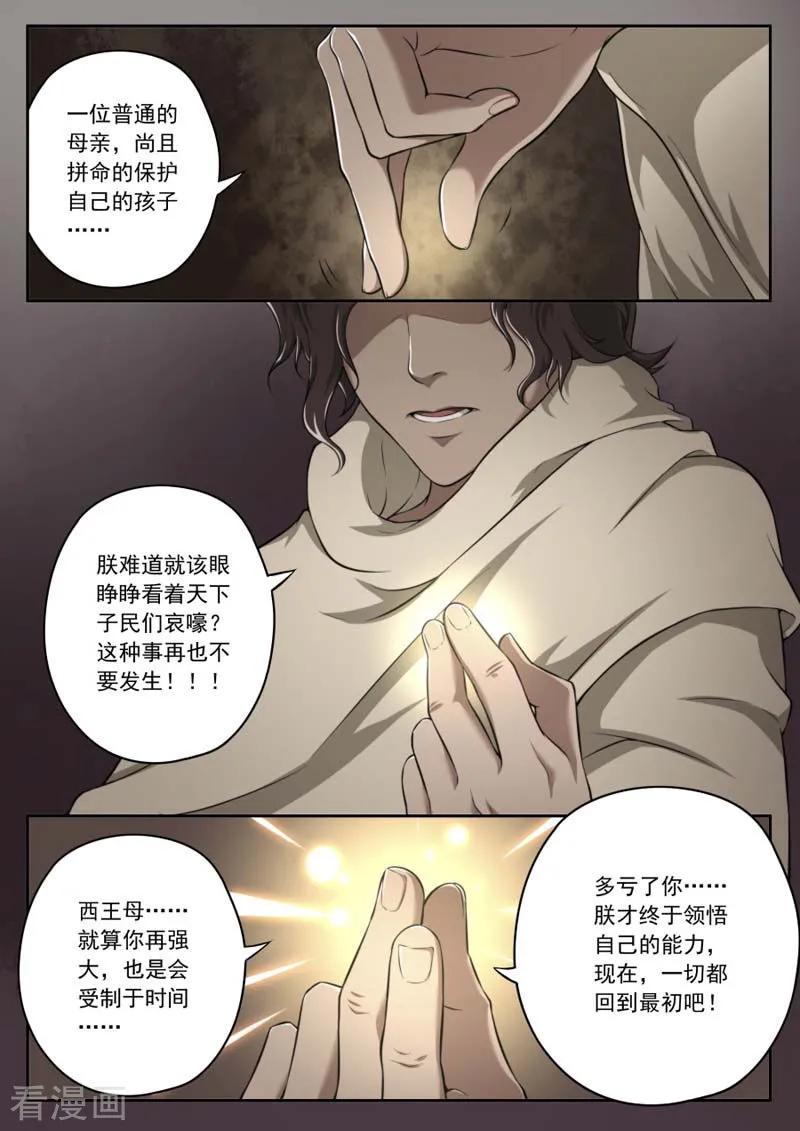 一位普通的
母亲，尚且
拼命的保护
自己的孩子
……
朕难道就该眼
睁睁看着天下
子民们哀嚎？
这种事再也不
要发生！！！
西王母……
就算你再强
大，也是会
受制于时间
……
多亏了你……
朕才终于领悟
自己的能力，
现在，一切都
回到最初吧！
看漫画